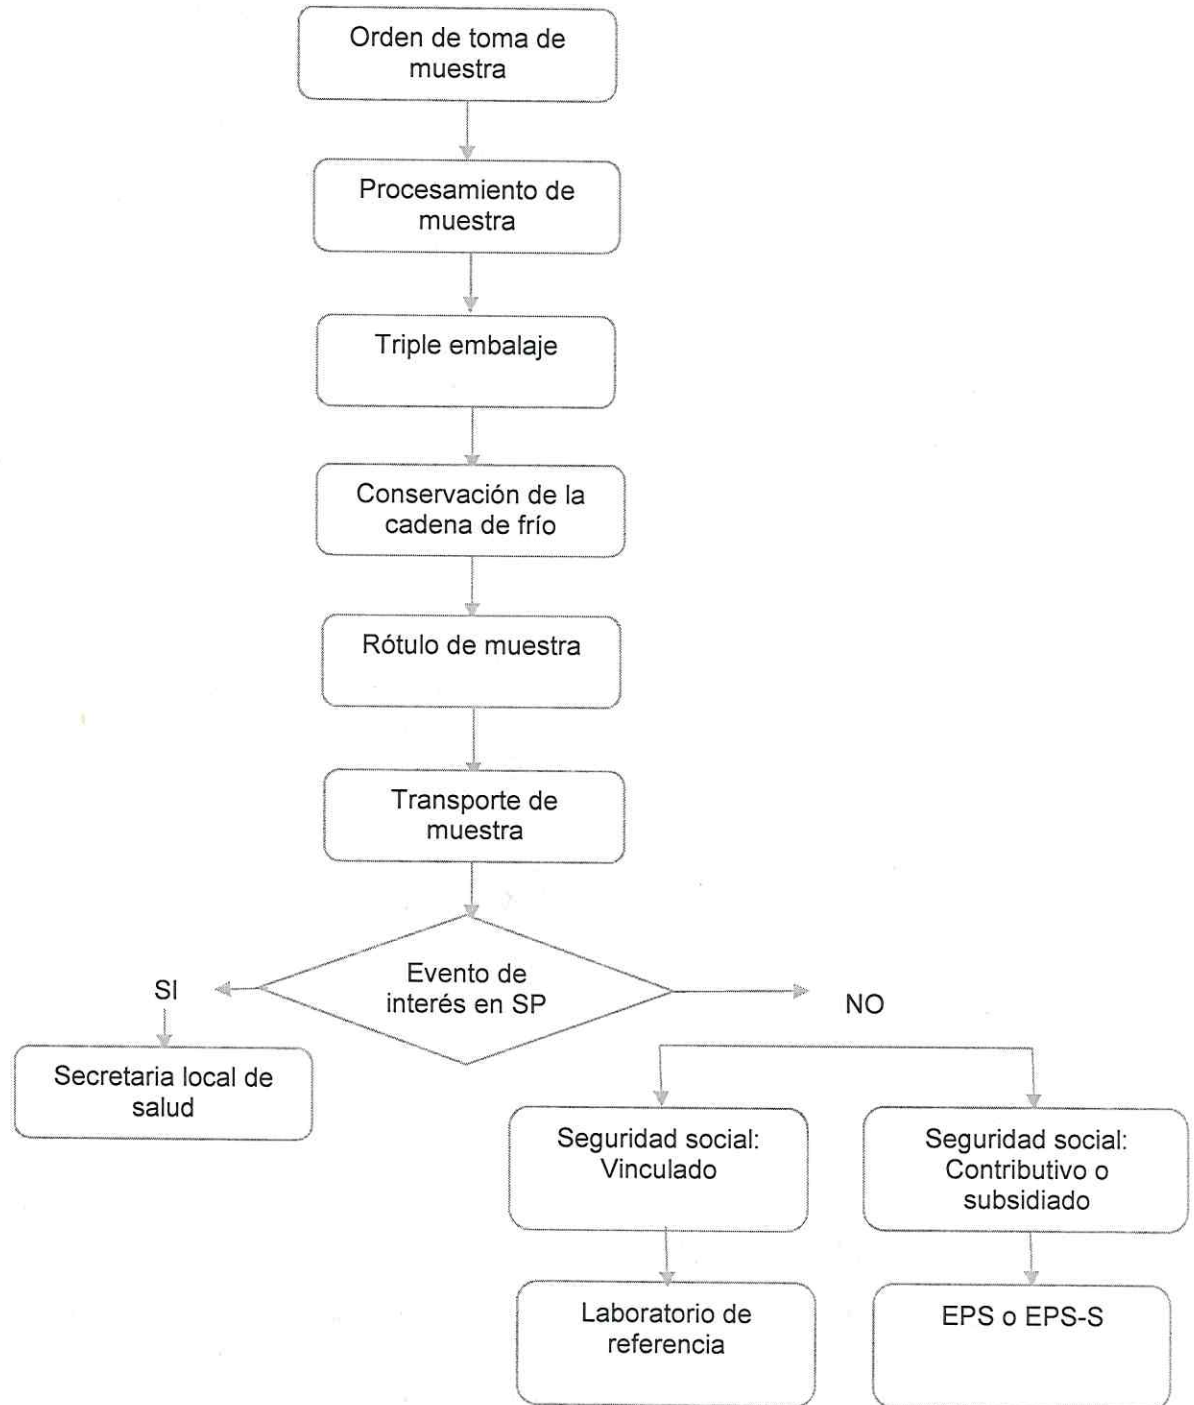 Orden de toma de
muestra
Procesamiento de
muestra
Triple embalaje
Conservación de la
cadena de frío
Rótulo de muestra
Transporte de
muestra
Evento de
interés en SP
SI
NO
Secretaria local de
salud
Seguridad social:
Vinculado
Seguridad social:
Contributivo o
subsidiado
Laboratorio de
referencia
EPS o EPS-S